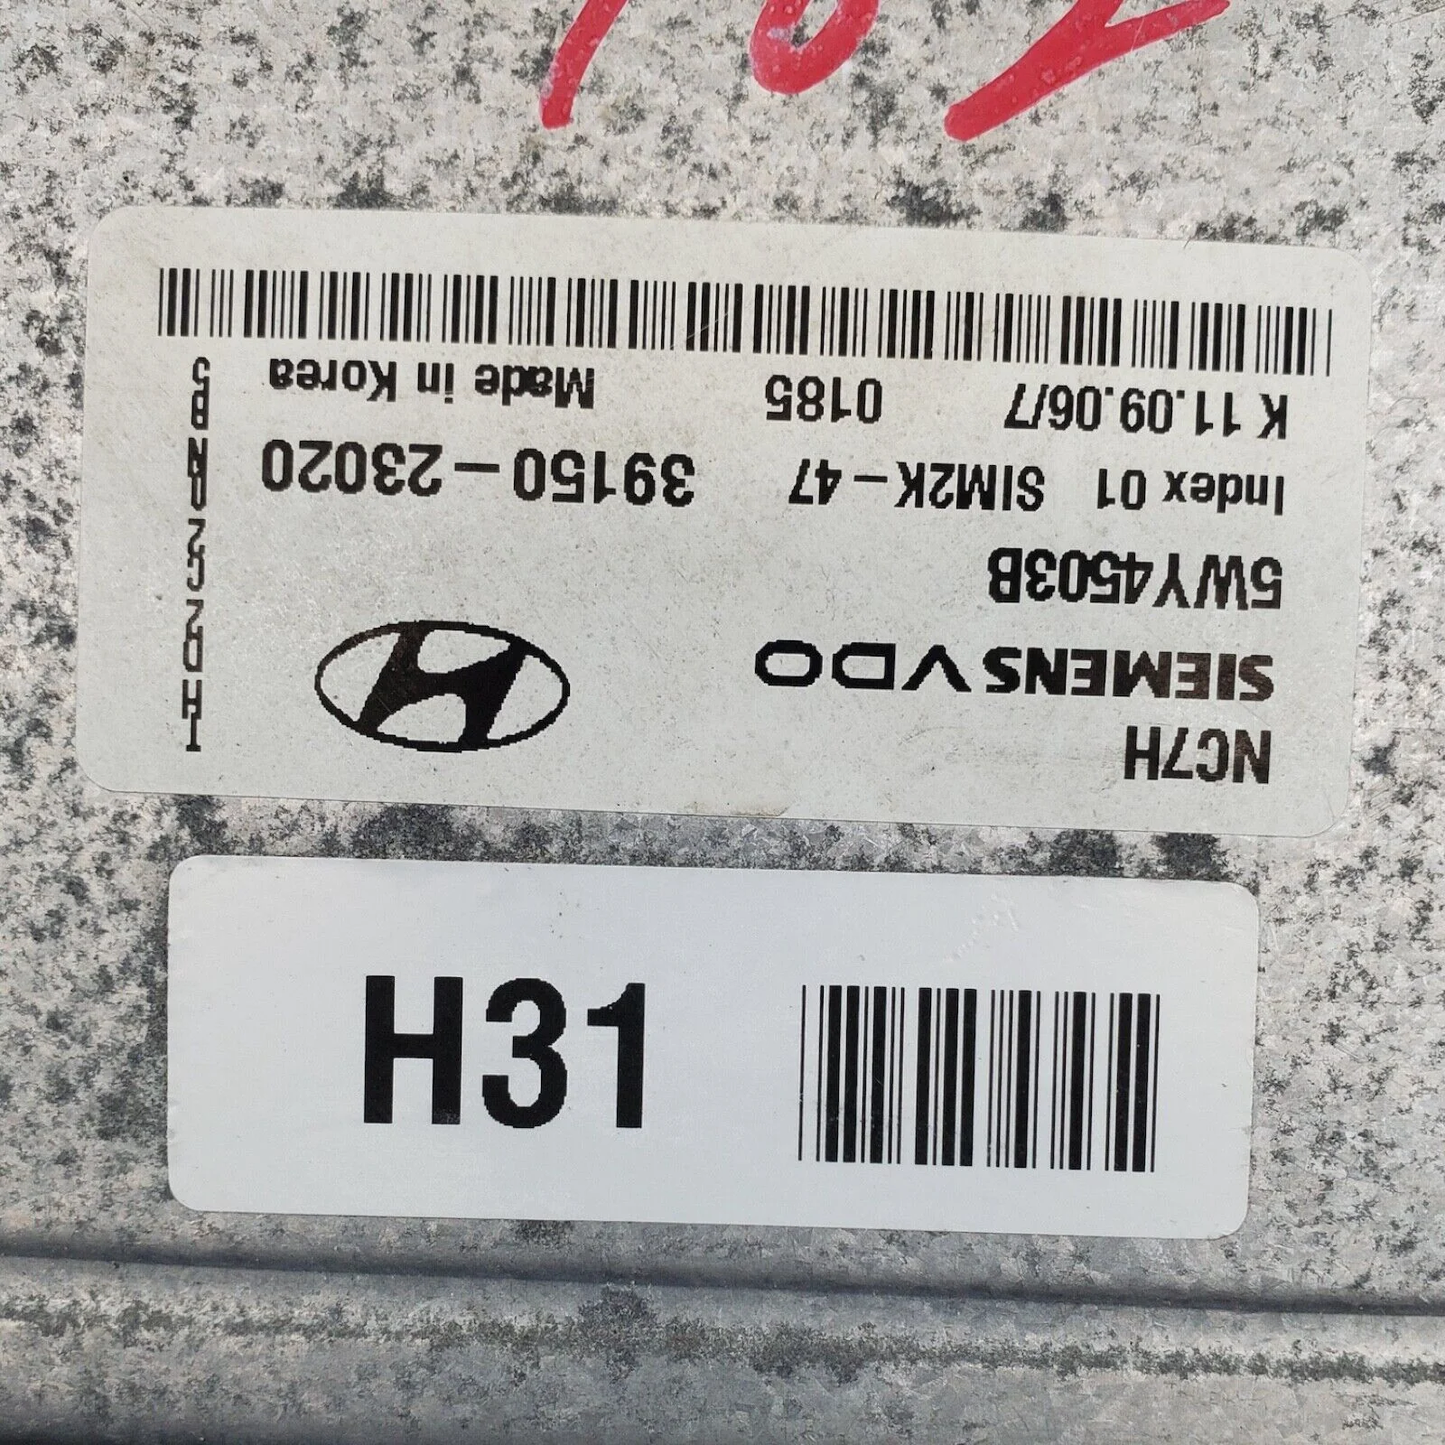 NC7H
SIEMENS VDO
5WY4503B
Index 01 SIM2K-47 39150-23020
K 11.09.06/7 0185 Made in Korea
H31